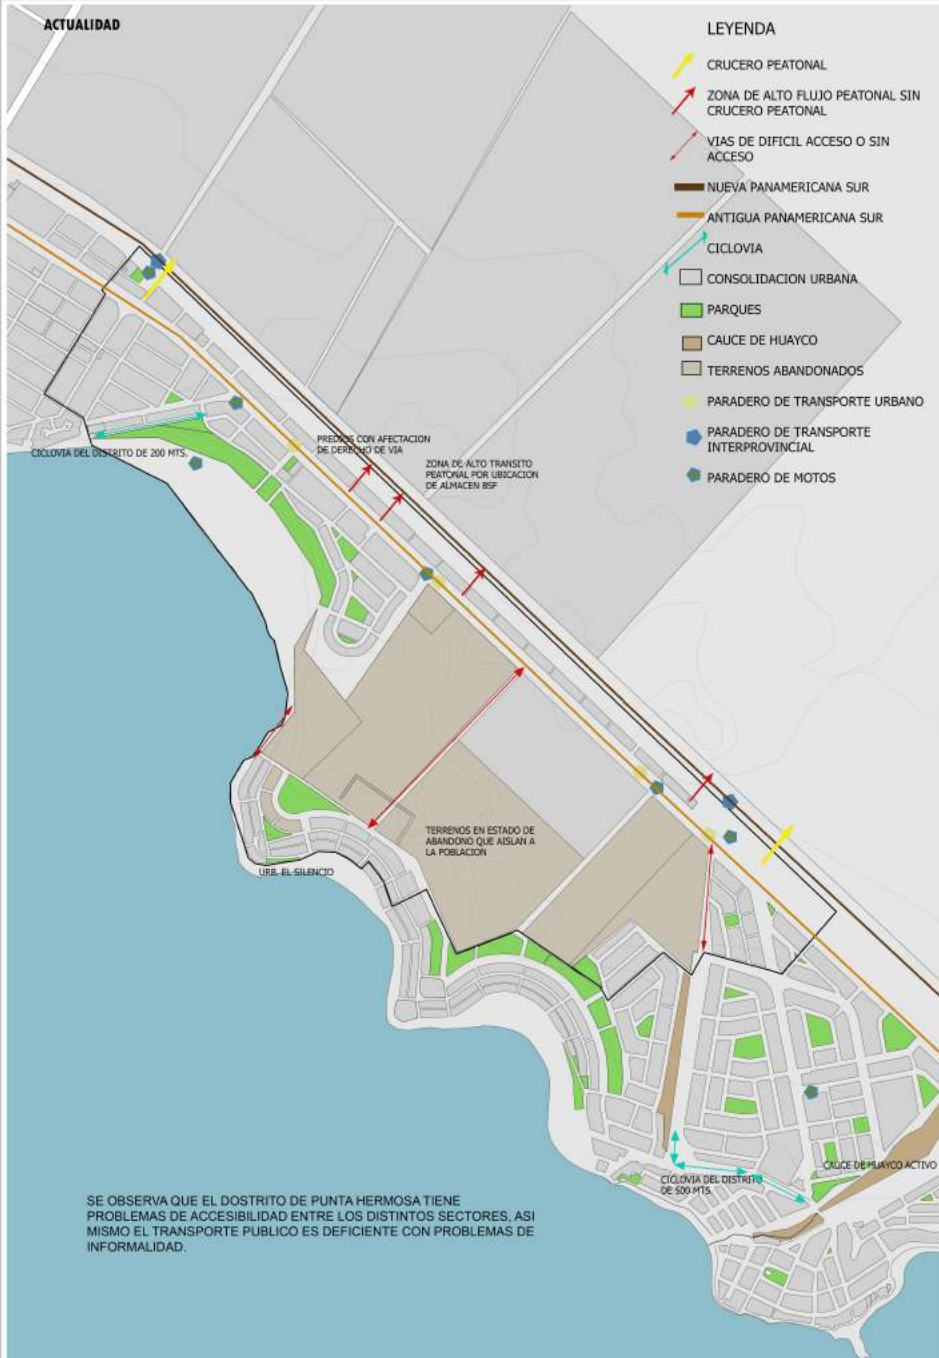 ACTUALIDAD
LEYENDA
CRUCERO PEATONAL
ZONA DE ALTO FLUJO PEATONAL SIN
CRUCERO PEATONAL
VIAS DE DIFICIL ACCESO O SIN
ACCESO
NUEVA PANAMERICANA SUR
ANTIGUA PANAMERICANA SUR
CICLOVIA
CONSOLIDACION URBANA
PARQUES
CAUCE DE HUAYCO
TERRENOS ABANDONADOS
PARADERO DE TRANSPORTE URBANO
PARADERO DE TRANSPORTE
INTERPROVINCIAL
PARADERO DE MOTOS
CICLOVIA DEL DISTRITO DE 200 MTS.
PREDIOS CON AFECTACION
DE DERECHO DE VIA
ZONA DE ALTO TRANSITO
PEATONAL POR UBICACION
DE ALMACEN BSF
TERRENOS EN ESTADO DE
ABANDONO QUE AISLAN A
LA POBLACION
URB. EL SILENCIO
CAUCE DE HUAYCO ACTIVO
CICLOVIA DEL DISTRITO
DE 500 MTS.
SE OBSERVA QUE EL DOSTRITO DE PUNTA HERMOSA TIENE
PROBLEMAS DE ACCESIBILIDAD ENTRE LOS DISTINTOS SECTORES, ASI
MISMO EL TRANSPORTE PUBLICO ES DEFICIENTE CON PROBLEMAS DE
INFORMALIDAD.